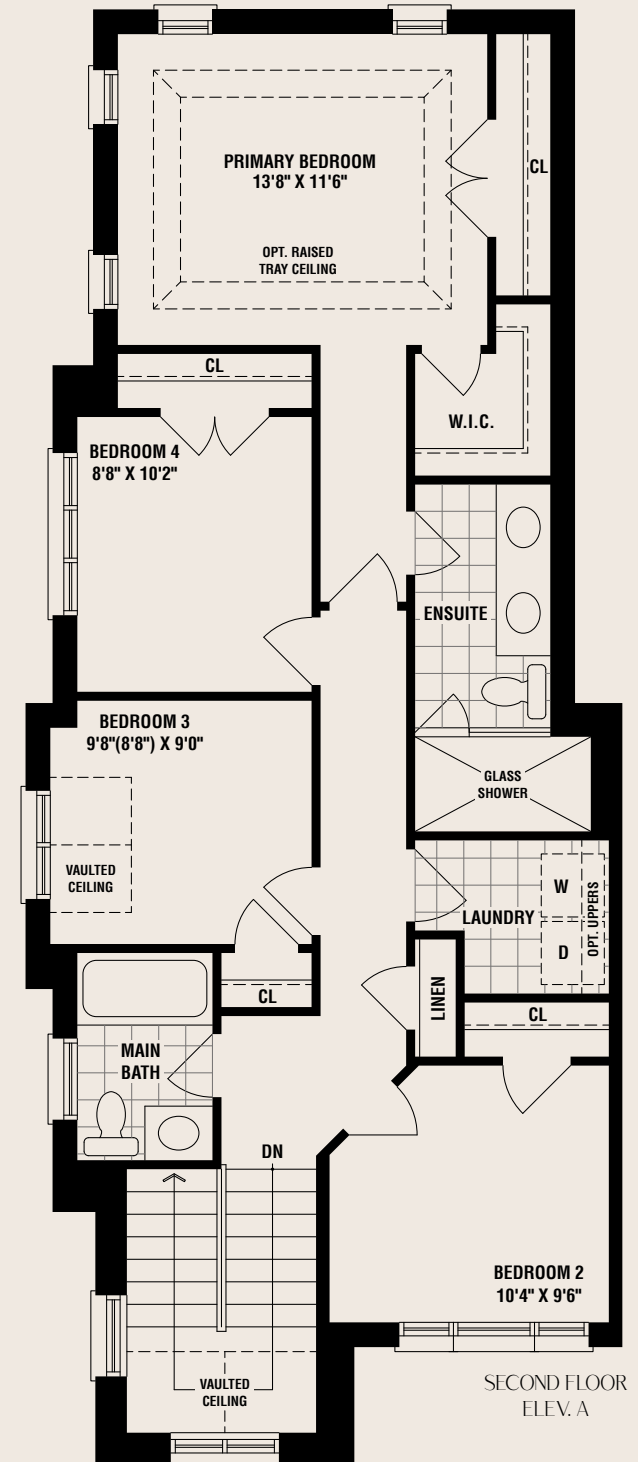 PRIMARY BEDROOM
13'8" X 11'6"
CL
OPT. RAISED
TRAY CEILING
CL
W.I.C.
BEDROOM 4
8'8" X 10'2"
ENSUITE
BEDROOM 3
9'8"(8'8") X 9'0"
GLASS
SHOWER
VAULTED
CEILING
W
LAUNDRY
OPT. UPPERS
D
CL
LINEN
CL
MAIN
BATH
DN
BEDROOM 2
10'4" X 9'6"
VAULTED
CEILING
SECOND FLOOR
ELEV. A